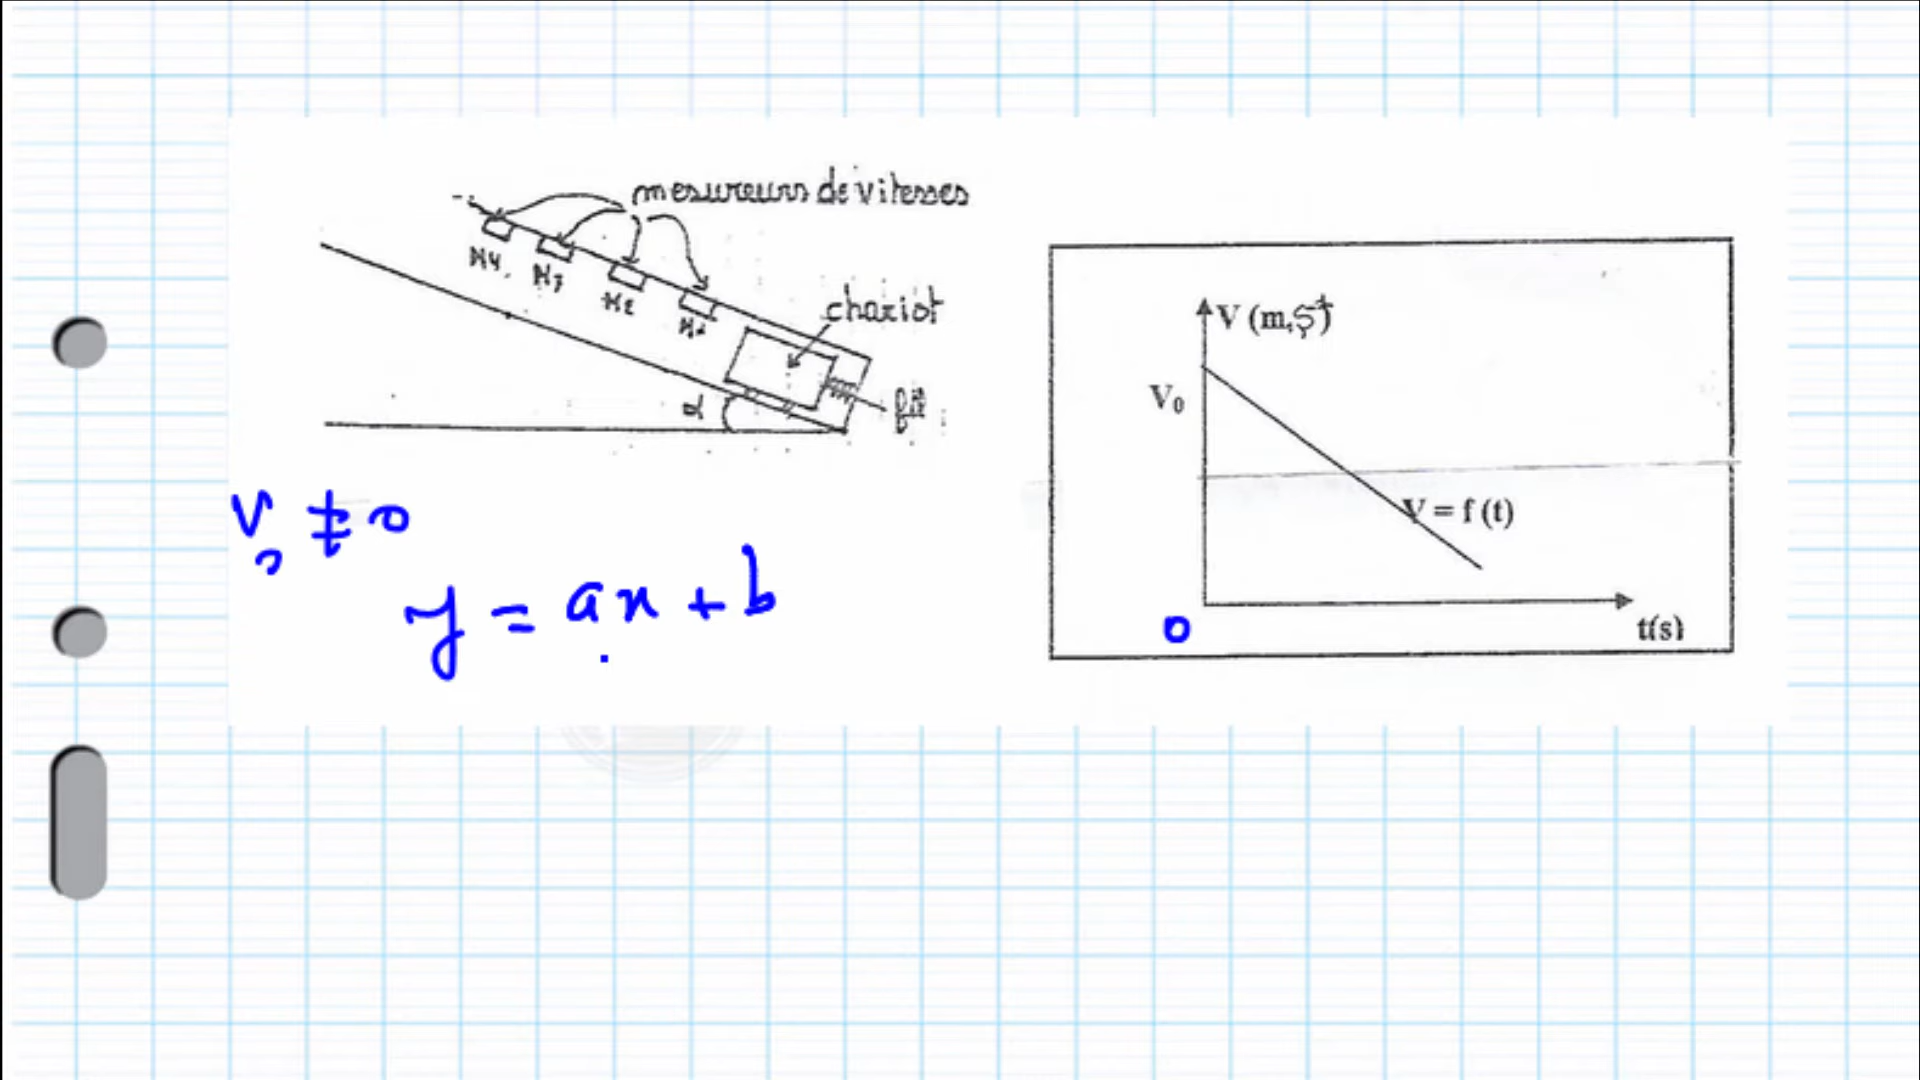 mesureurs de vitesses
M4. M3 M2 M1
chariot
α
fil
V0 ≠ 0
y = ax + b
V (m,s-1)
V0
V = f (t)
0
t(s)